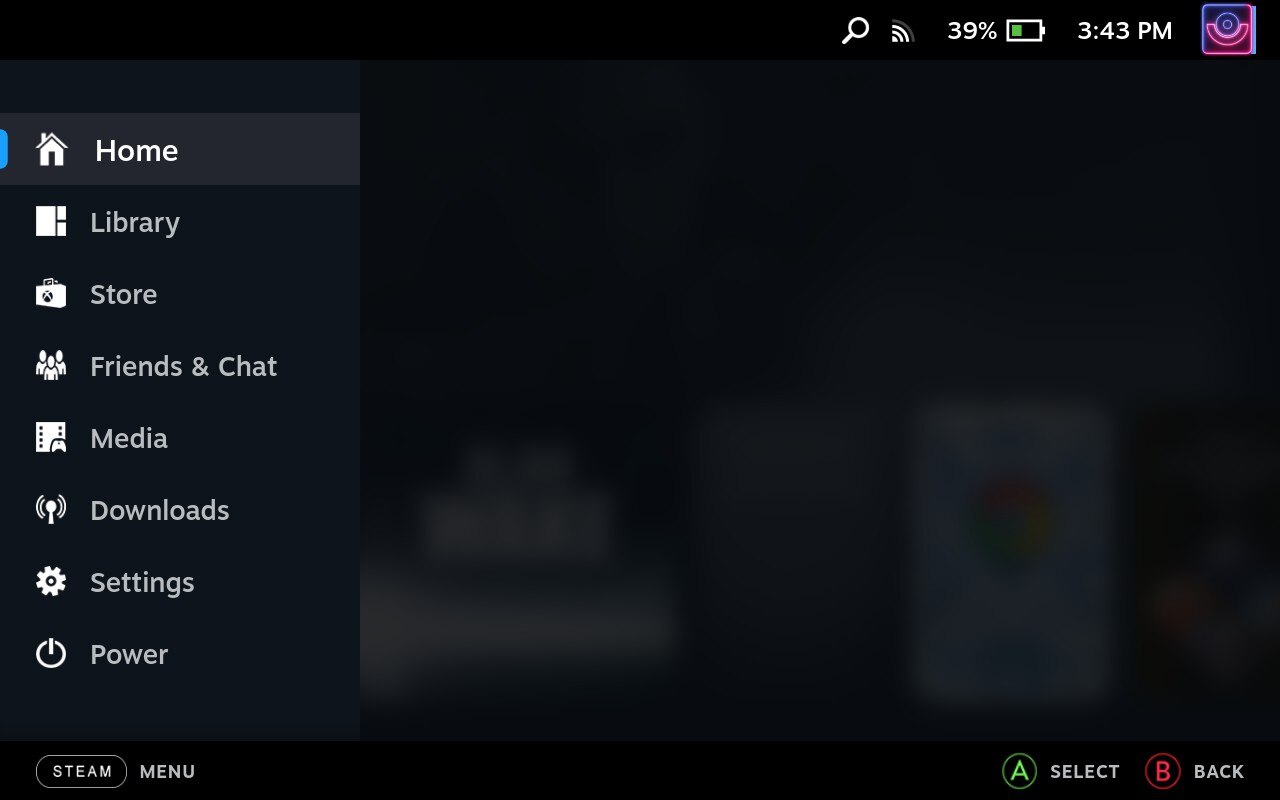 39%
3:43 PM
Home
Library
Store
Friends & Chat
Media
Downloads
Settings
Power
STEAM MENU
A SELECT B BACK